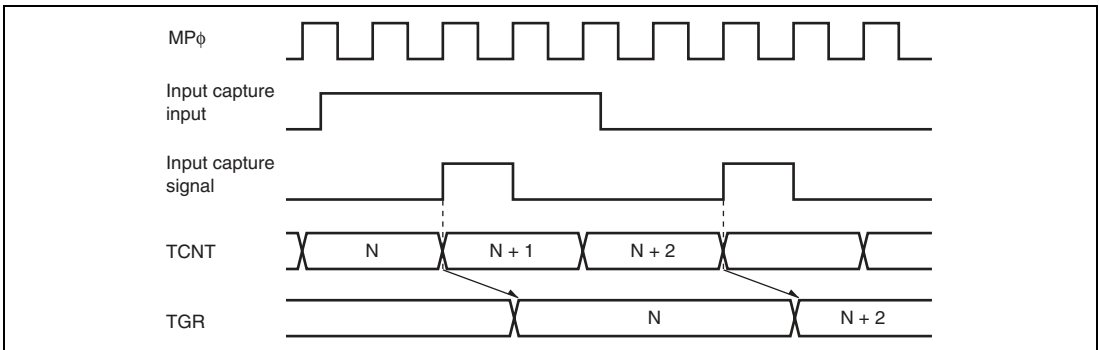 MPϕ
Input capture
input
Input capture
signal
TCNT
N
N + 1
N + 2
TGR
N
N + 2